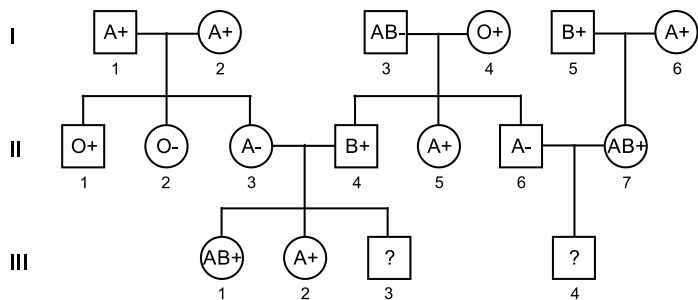 I A+ A+ AB- O+ B+ A+
1 2 3 4 5 6
II O+ O- A- B+ A+ A- AB+
1 2 3 4 5 6 7
III AB+ A+ ? ?
1 2 3 4